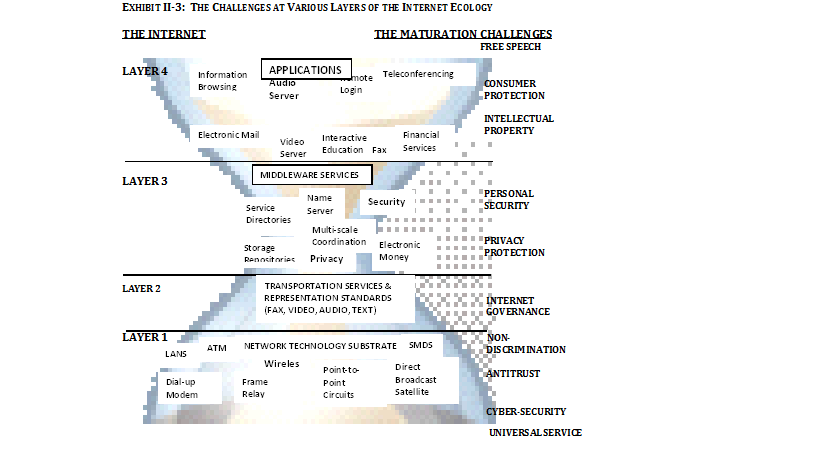 EXHIBIT II-3: THE CHALLENGES AT VARIOUS LAYERS OF THE INTERNET ECOLOGY
THE INTERNET
THE MATURATION CHALLENGES
FREE SPEECH
LAYER 4
APPLICATIONS
Information
Browsing
Audio
Server
Login
Teleconferencing
CONSUMER
PROTECTION
INTELLECTUAL
PROPERTY
Electronic Mail
Video
Server
Interactive
Education
Fax
Financial
Services
LAYER 3
MIDDLEWARE SERVICES
Service
Directories
Name
Server
Security
PERSONAL
SECURITY
Multi-scale
Coordination
Storage
Repositories
Privacy
Electronic
Money
PRIVACY
PROTECTION
LAYER 2
TRANSPORTATION SERVICES &
REPRESENTATION STANDARDS
(FAX, VIDEO, AUDIO, TEXT)
INTERNET
GOVERNANCE
LAYER 1
LANS
ATM
NETWORK TECHNOLOGY SUBSTRATE
SMDS
NON-
DISCRIMINATION
Wireles
Dial-up
Modem
Frame
Relay
Point-to-
Point
Circuits
Direct
Broadcast
Satellite
ANTITRUST
CYBER-SECURITY
UNIVERSAL SERVICE